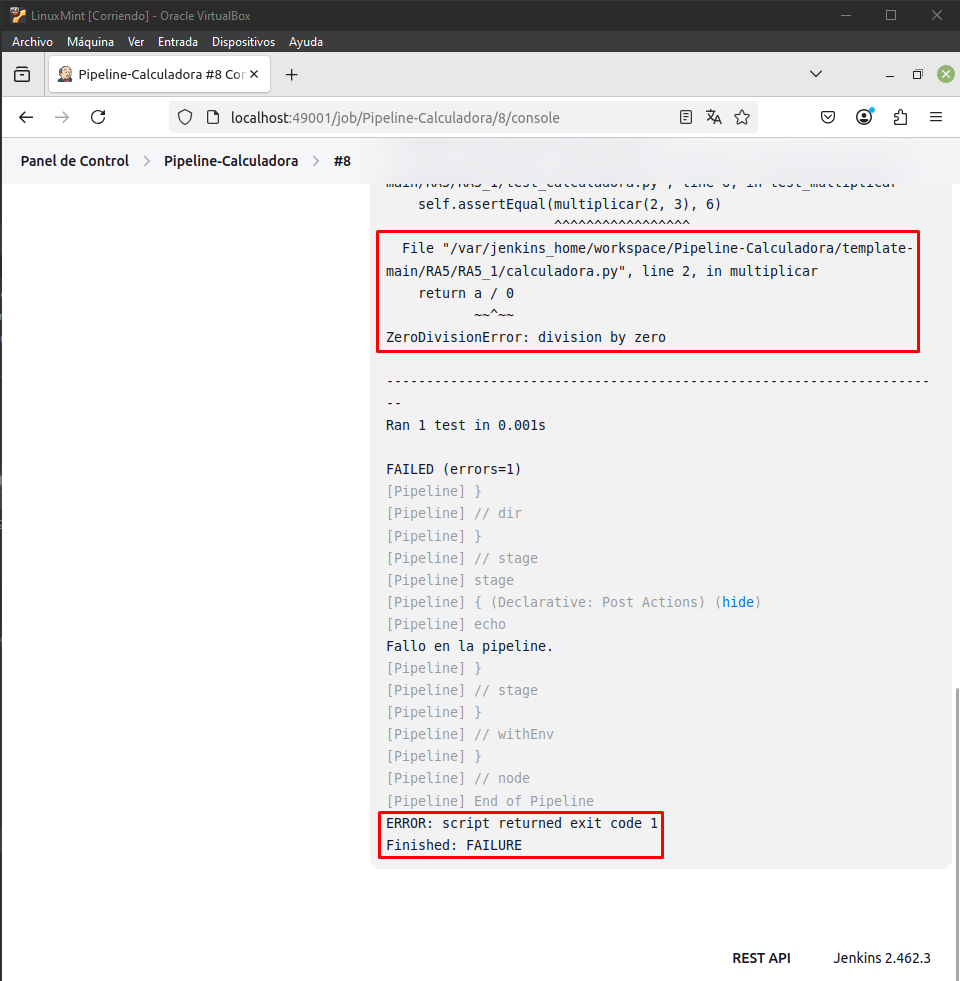 LinuxMint [Corriendo] - Oracle VirtualBox
Archivo Máquina Ver Entrada Dispositivos Ayuda
Pipeline-Calculadora #8 Con
localhost:49001/job/Pipeline-Calculadora/8/console
Panel de Control > Pipeline-Calculadora > #8
main/RA5/RA5_1/test_calculadora.py", line 6, in test_multiplicar
self.assertEqual(multiplicar(2, 3), 6)
^^^^^^^^^^^^^^^^^
File "/var/jenkins_home/workspace/Pipeline-Calculadora/template-
main/RA5/RA5_1/calculadora.py", line 2, in multiplicar
return a / 0
~~^~~
ZeroDivisionError: division by zero
--------------------------------------------------------------------
--
Ran 1 test in 0.001s
FAILED (errors=1)
[Pipeline] }
[Pipeline] // dir
[Pipeline] }
[Pipeline] // stage
[Pipeline] stage
[Pipeline] { (Declarative: Post Actions) (hide)
[Pipeline] echo
Fallo en la pipeline.
[Pipeline] }
[Pipeline] // stage
[Pipeline] }
[Pipeline] // withEnv
[Pipeline] }
[Pipeline] // node
[Pipeline] End of Pipeline
ERROR: script returned exit code 1
Finished: FAILURE
REST API Jenkins 2.462.3